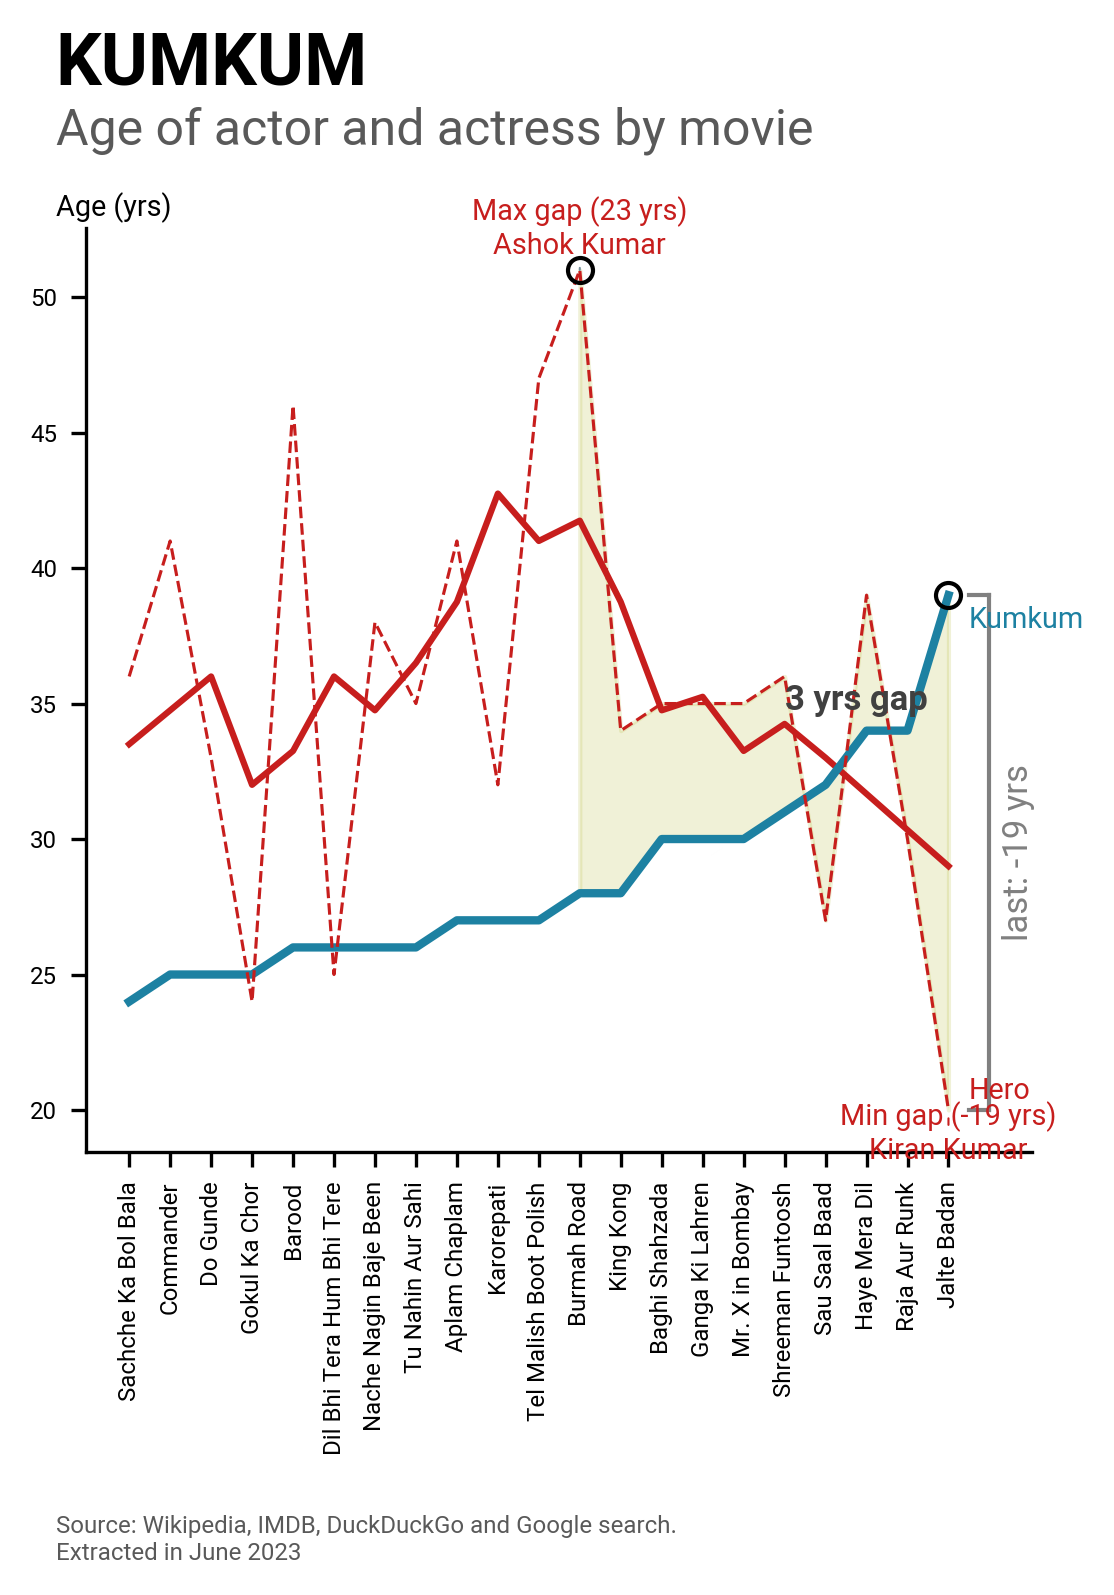 KUMKUM
Age of actor and actress by movie
Age (yrs)
Max gap (23 yrs)
Ashok Kumar
50
45
40
35
30
25
20
Kumkum
3 yrs gap
last: -19 yrs
Hero
Min gap (-19 yrs)
Kiran Kumar
Sachche Ka Bol Bala
Commander
Do Gunde
Gokul Ka Chor
Barood
Dil Bhi Tera Hum Bhi Tere
Nache Nagin Baje Been
Tu Nahin Aur Sahi
Aplam Chaplam
Karorepati
Tel Malish Boot Polish
Burmah Road
King Kong
Baghi Shahzada
Ganga Ki Lahren
Mr. X in Bombay
Shreeman Funtoosh
Sau Saal Baad
Haye Mera Dil
Raja Aur Runk
Jalte Badan
Source: Wikipedia, IMDB, DuckDuckGo and Google search.
Extracted in June 2023